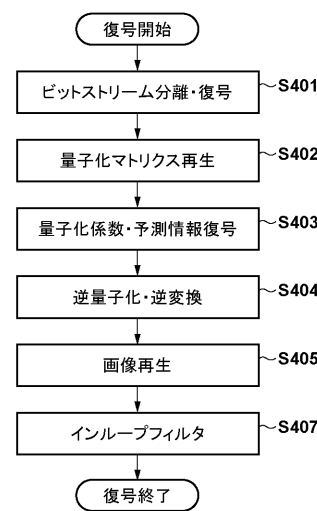 復号開始
ビットストリーム分離・復号 S401
量子化マトリクス再生 S402
量子化係数・予測情報復号 S403
逆量子化・逆変換 S404
画像再生 S405
インループフィルタ S407
復号終了